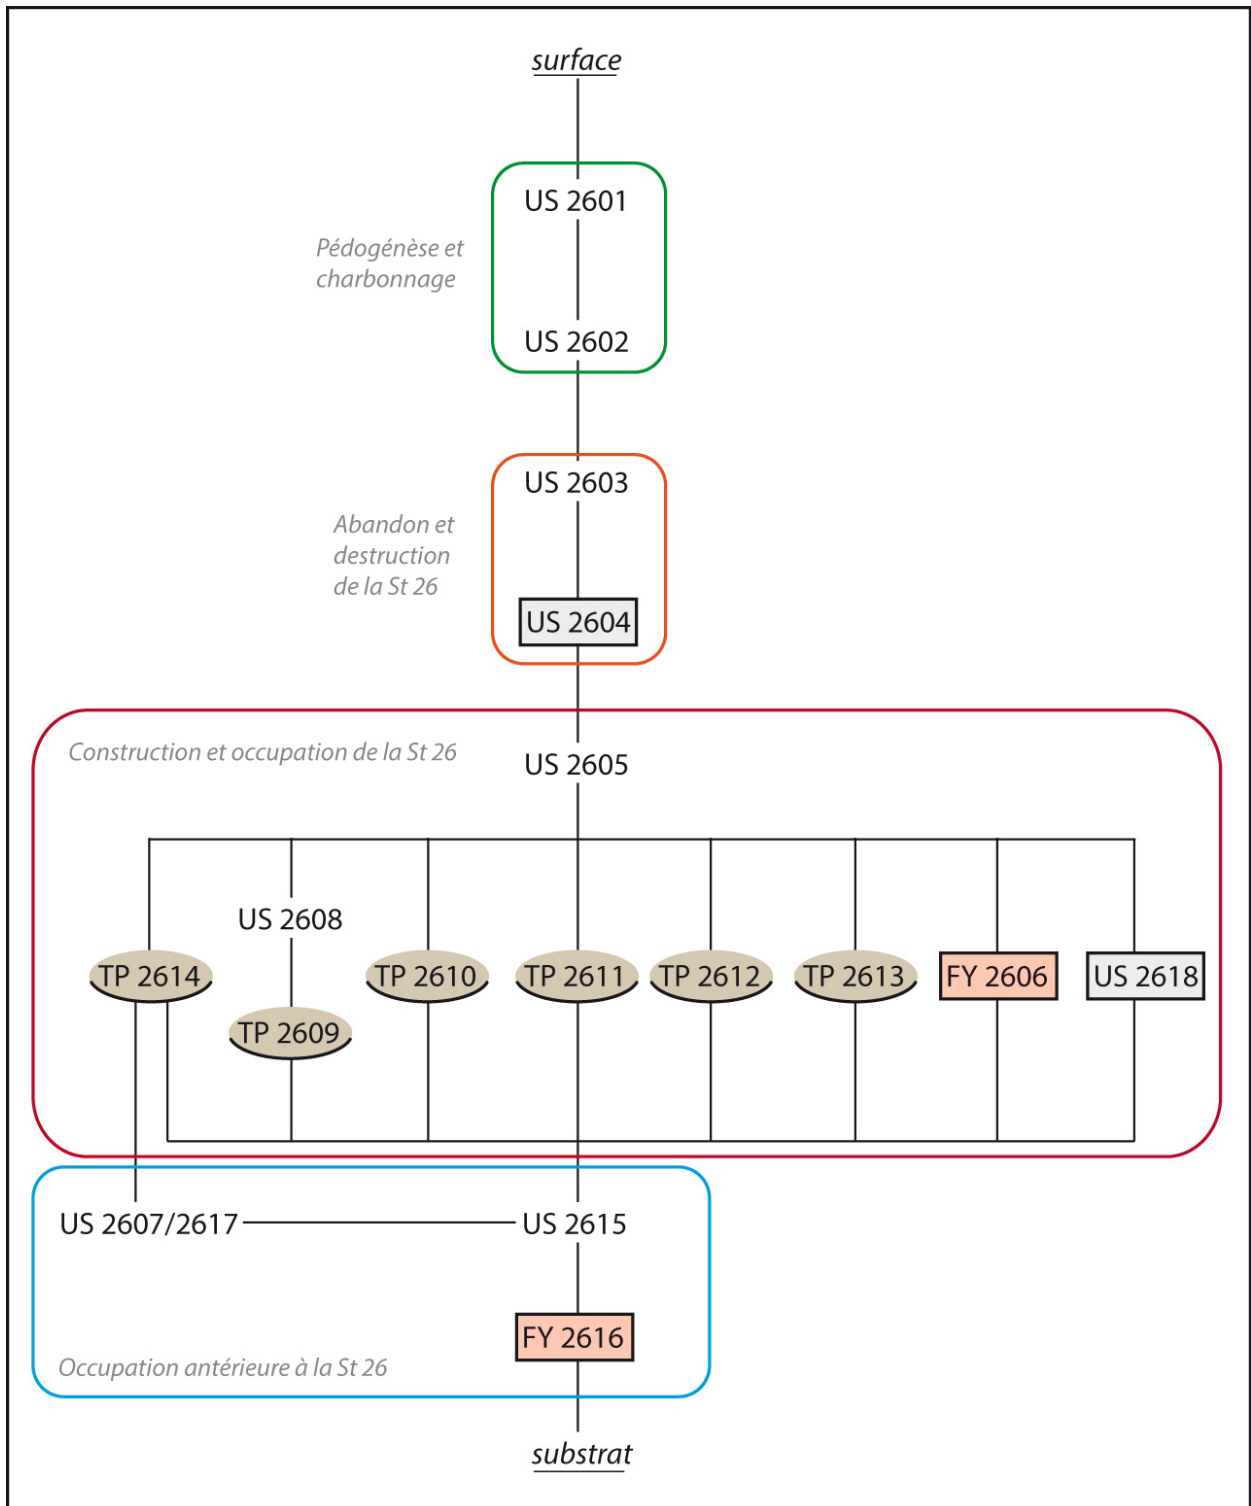 surface
US 2601
Pédogénèse et
charbonnage
US 2602
US 2603
Abandon et
destruction
de la St 26
US 2604
Construction et occupation de la St 26
US 2605
US 2608
TP 2614
TP 2610
TP 2611
TP 2612
TP 2613
FY 2606
US 2618
TP 2609
US 2607/2617
US 2615
FY 2616
Occupation antérieure à la St 26
substrat